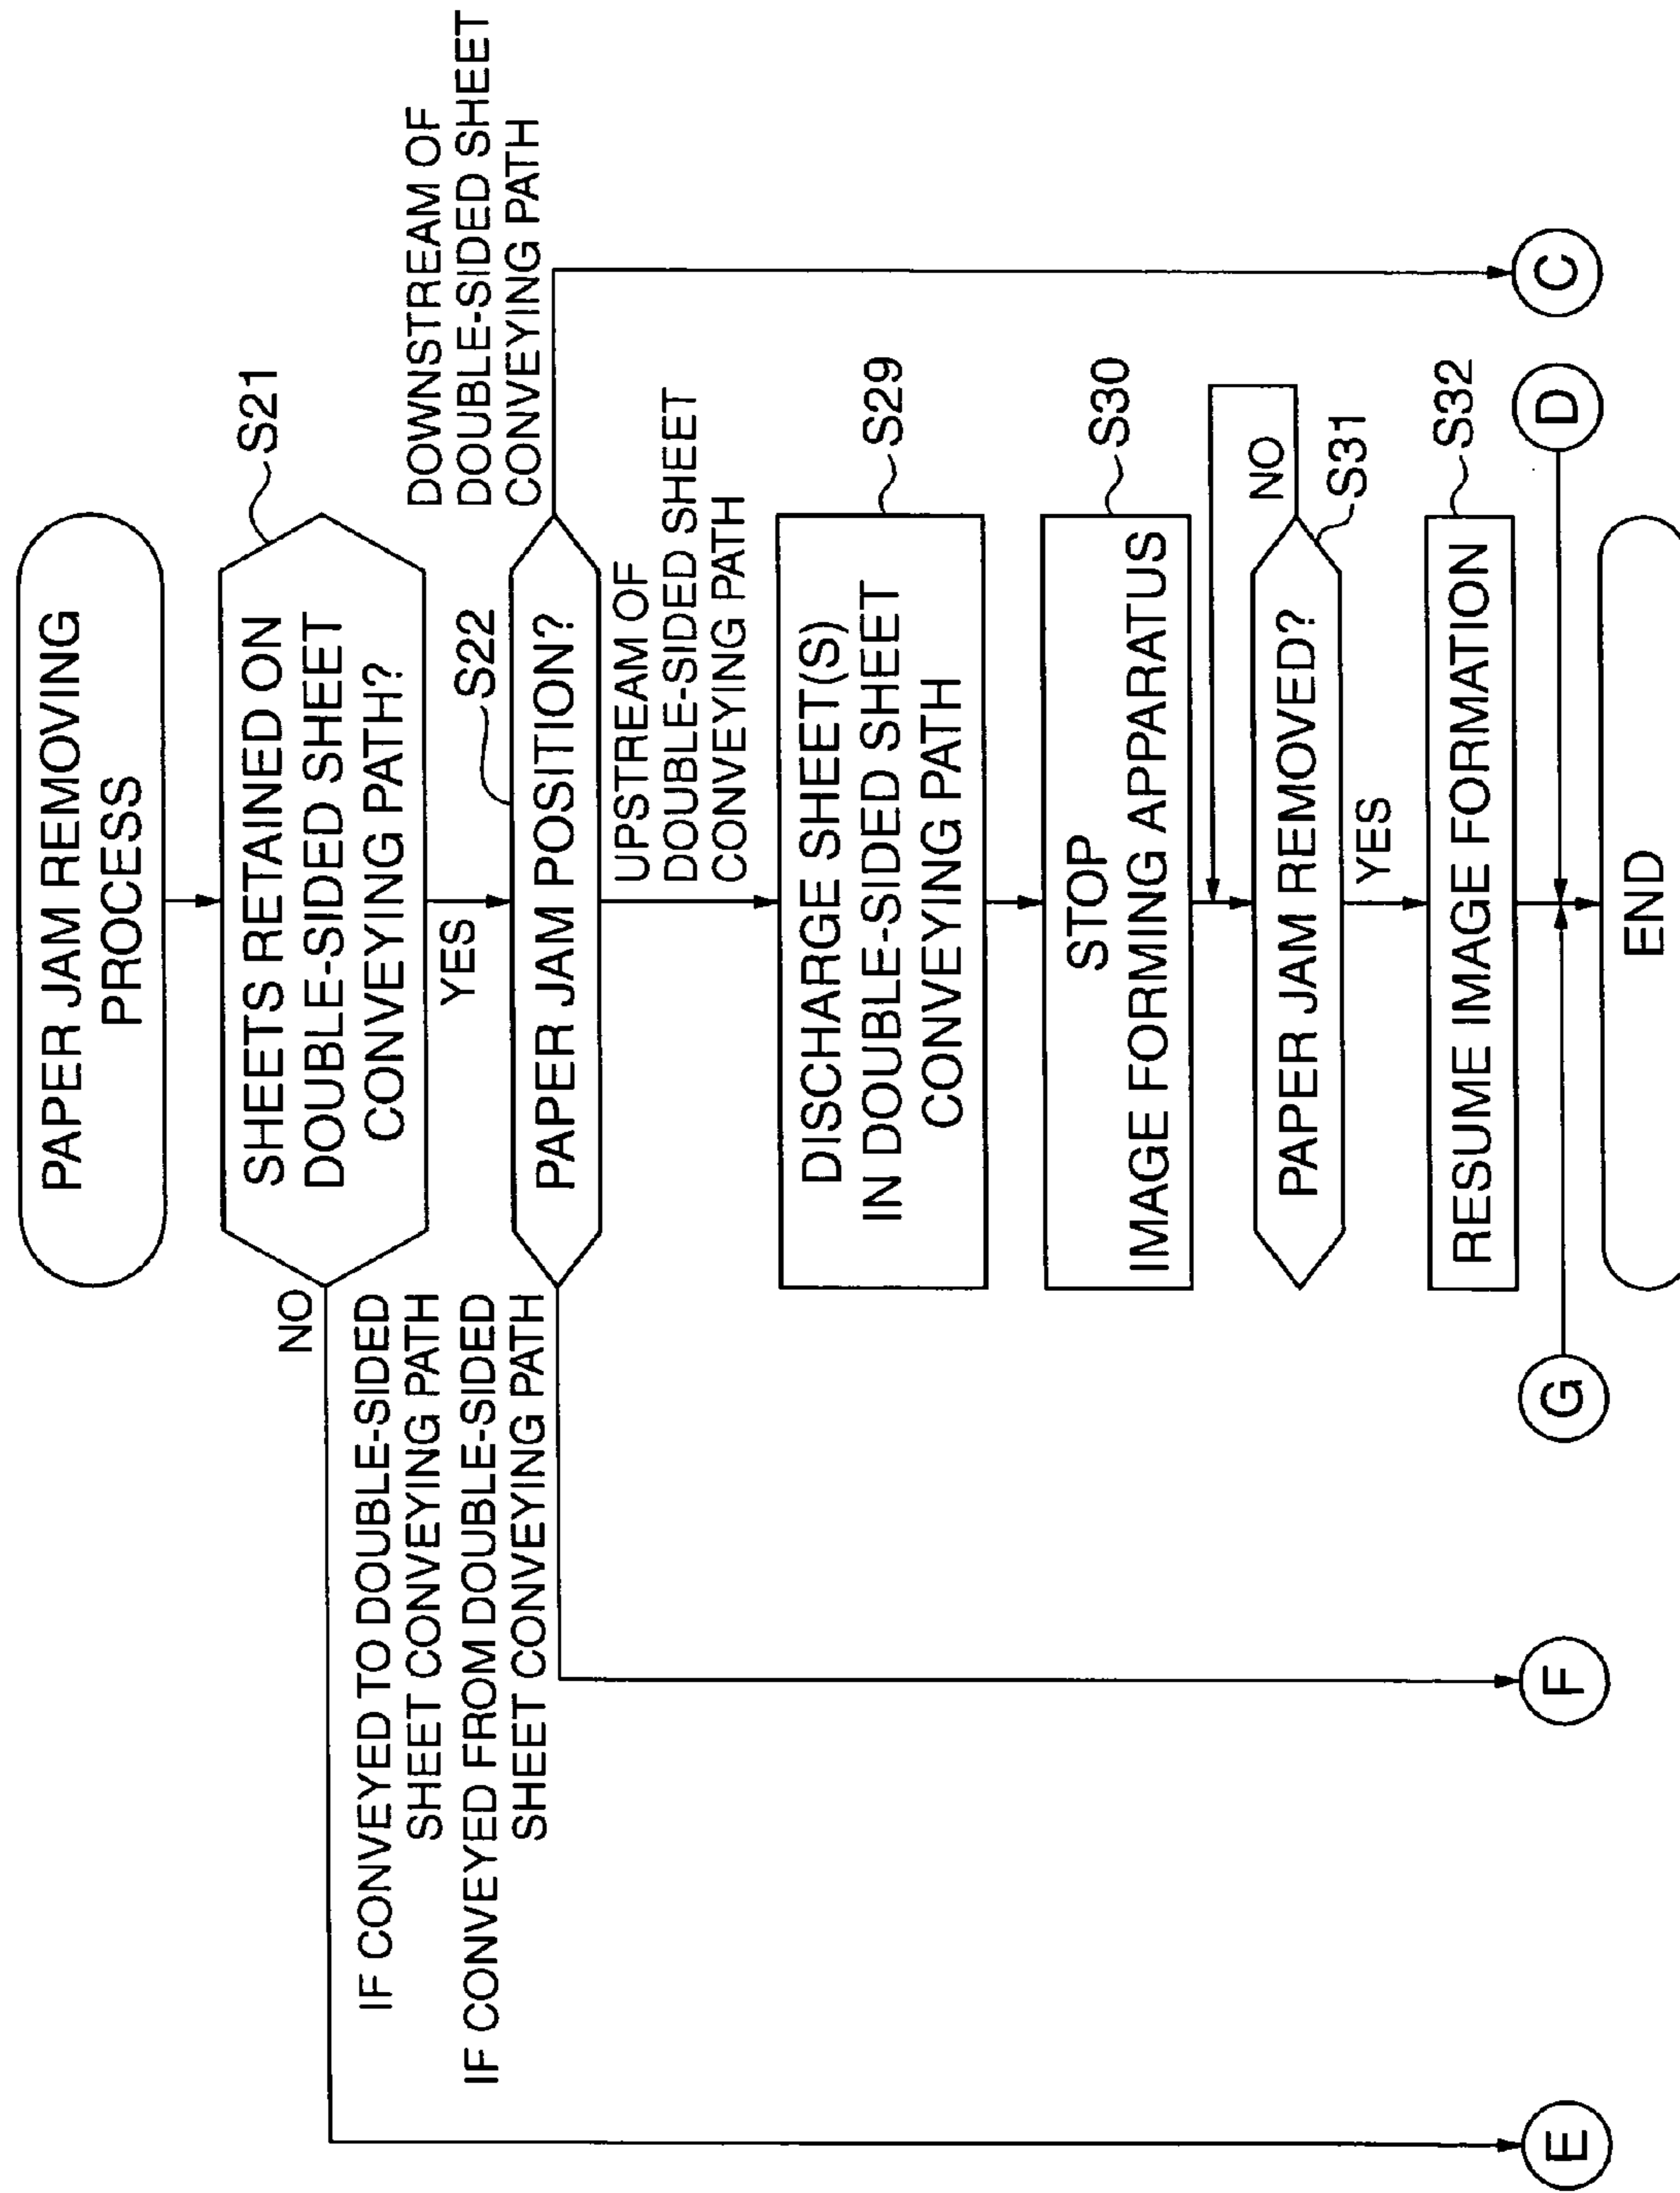 PAPER JAM REMOVING
PROCESS
S21
SHEETS RETAINED ON
DOUBLE-SIDED SHEET
CONVEYING PATH?
NO
YES
IF CONVEYED TO DOUBLE-SIDED
SHEET CONVEYING PATH
IF CONVEYED FROM DOUBLE-SIDED
SHEET CONVEYING PATH
S22
PAPER JAM POSITION?
DOWNSTREAM OF
DOUBLE-SIDED SHEET
CONVEYING PATH
UPSTREAM OF
DOUBLE-SIDED SHEET
CONVEYING PATH
DISCHARGE SHEET(S)
IN DOUBLE-SIDED SHEET
CONVEYING PATH
S29
STOP
IMAGE FORMING APPARATUS
S30
NO
PAPER JAM REMOVED?
S31
YES
RESUME IMAGE FORMATION
S32
E
F
G
D
C
END